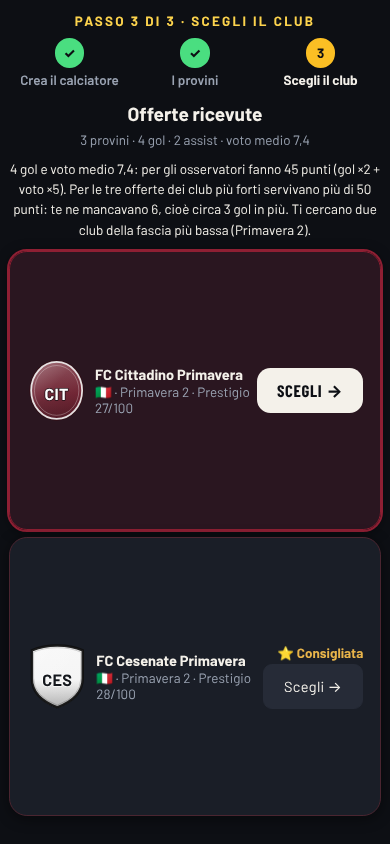 PASSO 3 DI 3 · SCEGLI IL CLUB
3
Crea il calciatore
I provini
Scegli il club
Offerte ricevute
3 provini · 4 gol · 2 assist · voto medio 7,4
4 gol e voto medio 7,4: per gli osservatori fanno 45 punti (gol ×2 +
voto ×5). Per le tre offerte dei club più forti servivano più di 50
punti: te ne mancavano 6, cioè circa 3 gol in più. Ti cercano due
club della fascia più bassa (Primavera 2).
CIT
FC Cittadino Primavera
🇮🇹 · Primavera 2 · Prestigio
27/100
SCEGLI →
CES
FC Cesenate Primavera
🇮🇹 · Primavera 2 · Prestigio
28/100
⭐ Consigliata
Scegli →